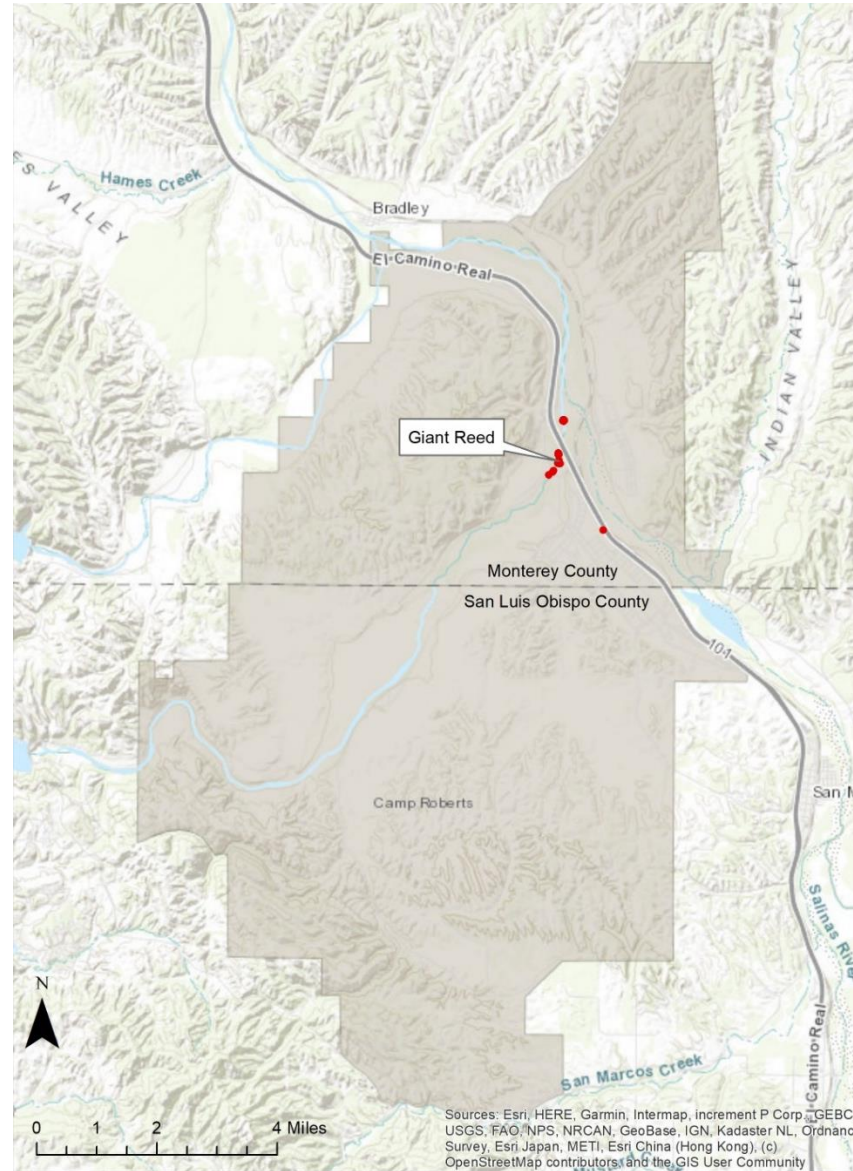 Hames Creek
ES VALLEY
Bradley
El Camino Real
INDIAN VALLEY
Giant Reed
Monterey County
San Luis Obispo County
101
Camp Roberts
San M
Salinas River
N
San Marcos Creek
El Camino Real
0 1 2 4 Miles
Sources: Esri, HERE, Garmin, Intermap, increment P Corp., GEBC
USGS, FAO, NPS, NRCAN, GeoBase, IGN, Kadaster NL, Ordnanc
Survey, Esri Japan, METI, Esri China (Hong Kong), (c)
OpenStreetMap contributors, and the GIS User Community